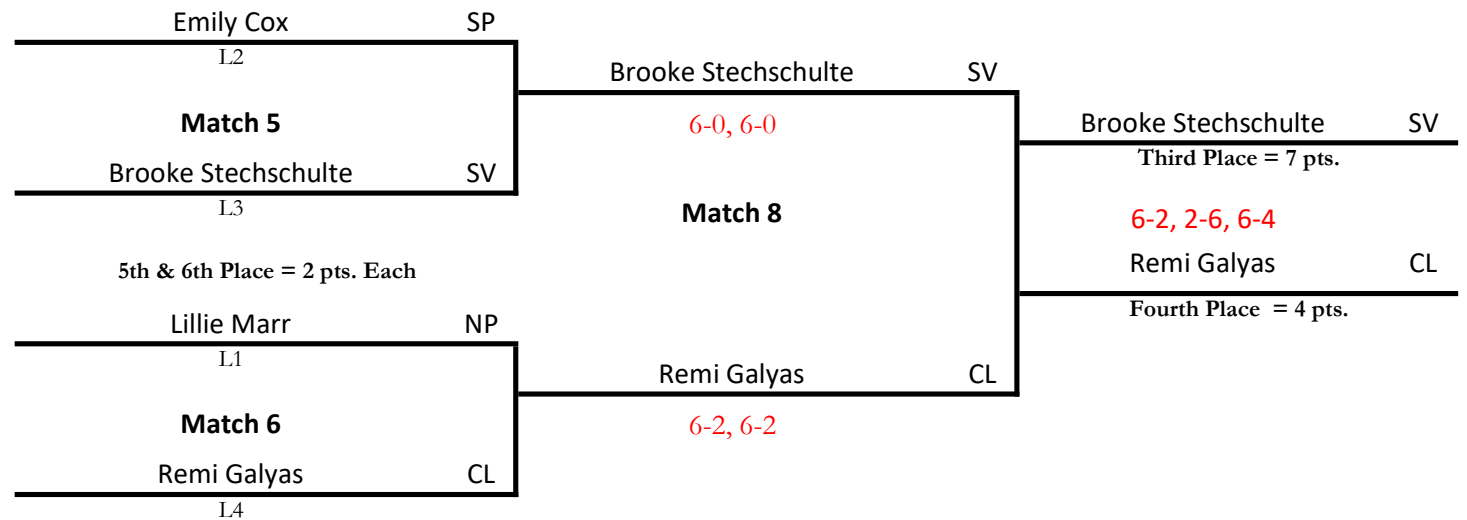 Emily Cox SP
L2
Match 5
Brooke Stechschulte SV
L3
5th & 6th Place = 2 pts. Each
Lillie Marr NP
L1
Match 6
Remi Galyas CL
L4
Brooke Stechschulte SV
6-0, 6-0
Match 8
Remi Galyas CL
6-2, 6-2
Brooke Stechschulte SV
Third Place = 7 pts.
6-2, 2-6, 6-4
Remi Galyas CL
Fourth Place = 4 pts.